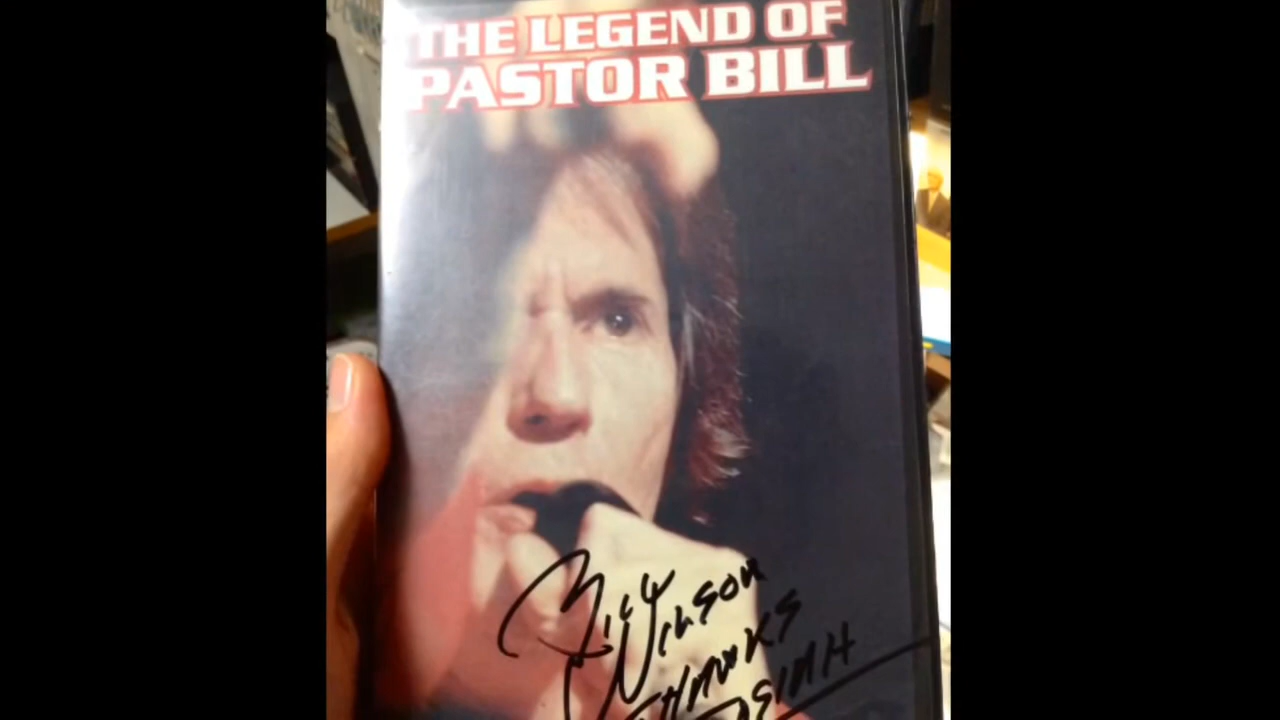 THE LEGEND OF
PASTOR BILL
Bill
Wilson
THANKS